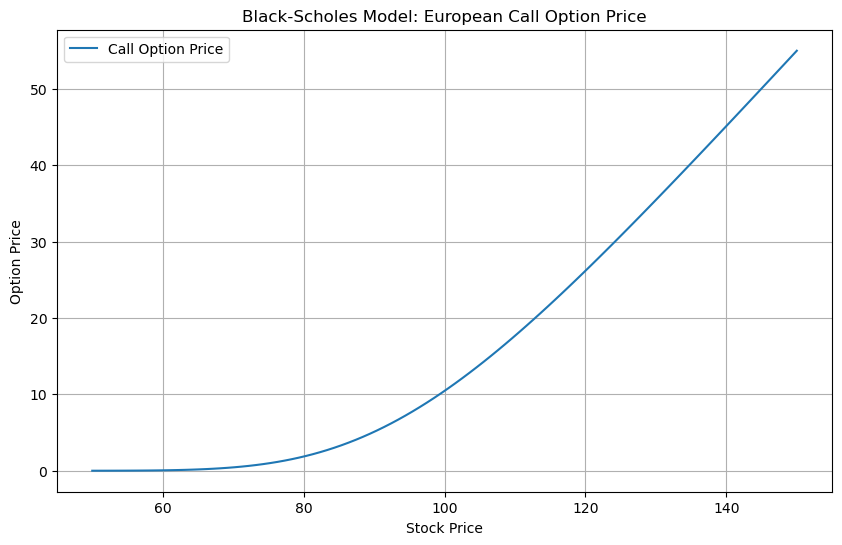 Black-Scholes Model: European Call Option Price
Call Option Price
50
40
30
20
10
0
Option Price
60 80 100 120 140
Stock Price